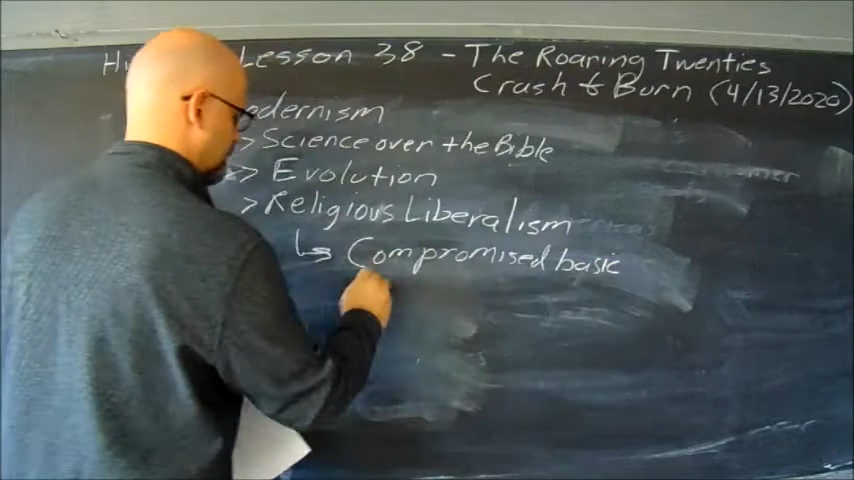 Lesson 38 - The Roaring Twenties
Crash & Burn (4/13/2020)
> Science over the Bible
> Evolution
> Religious Liberalism
↳ Compromised basic